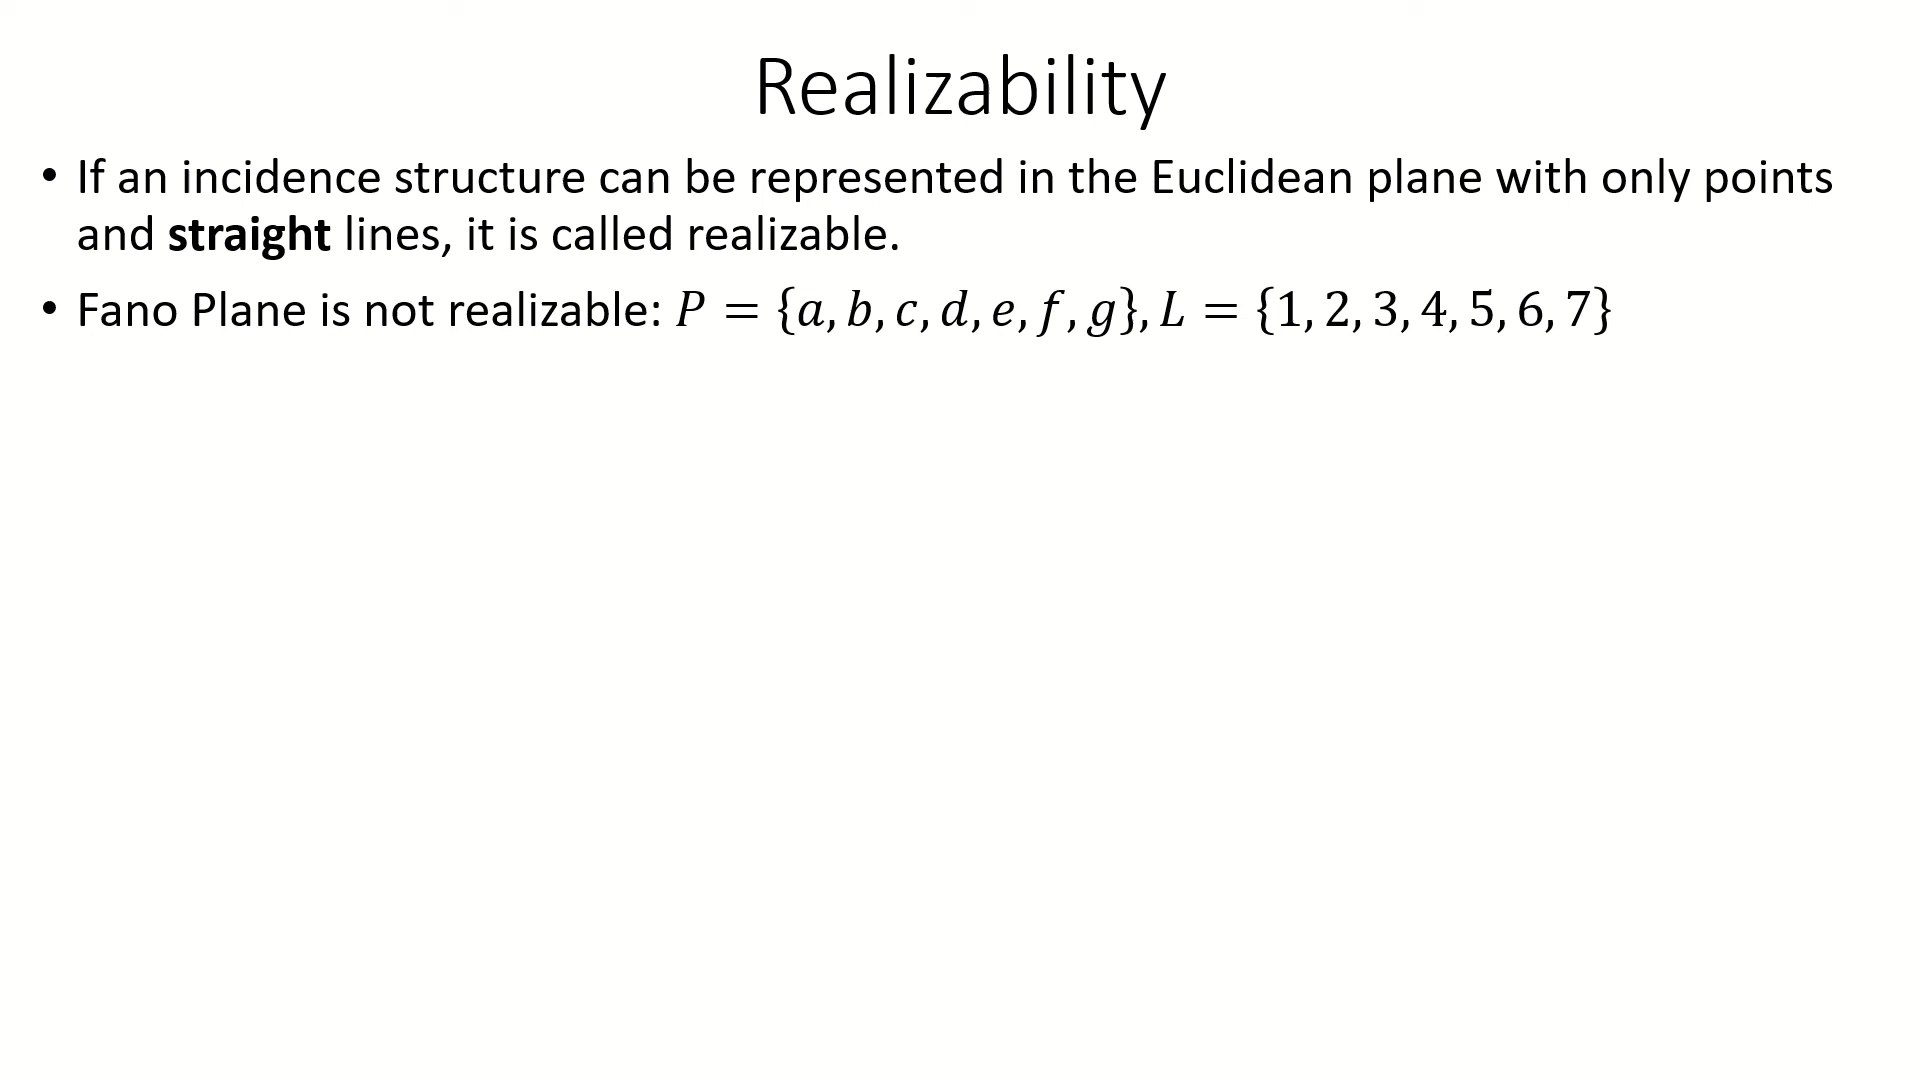 Realizability
• If an incidence structure can be represented in the Euclidean plane with only points
and straight lines, it is called realizable.
• Fano Plane is not realizable: P = {a, b, c, d, e, f, g}, L = {1, 2, 3, 4, 5, 6, 7}